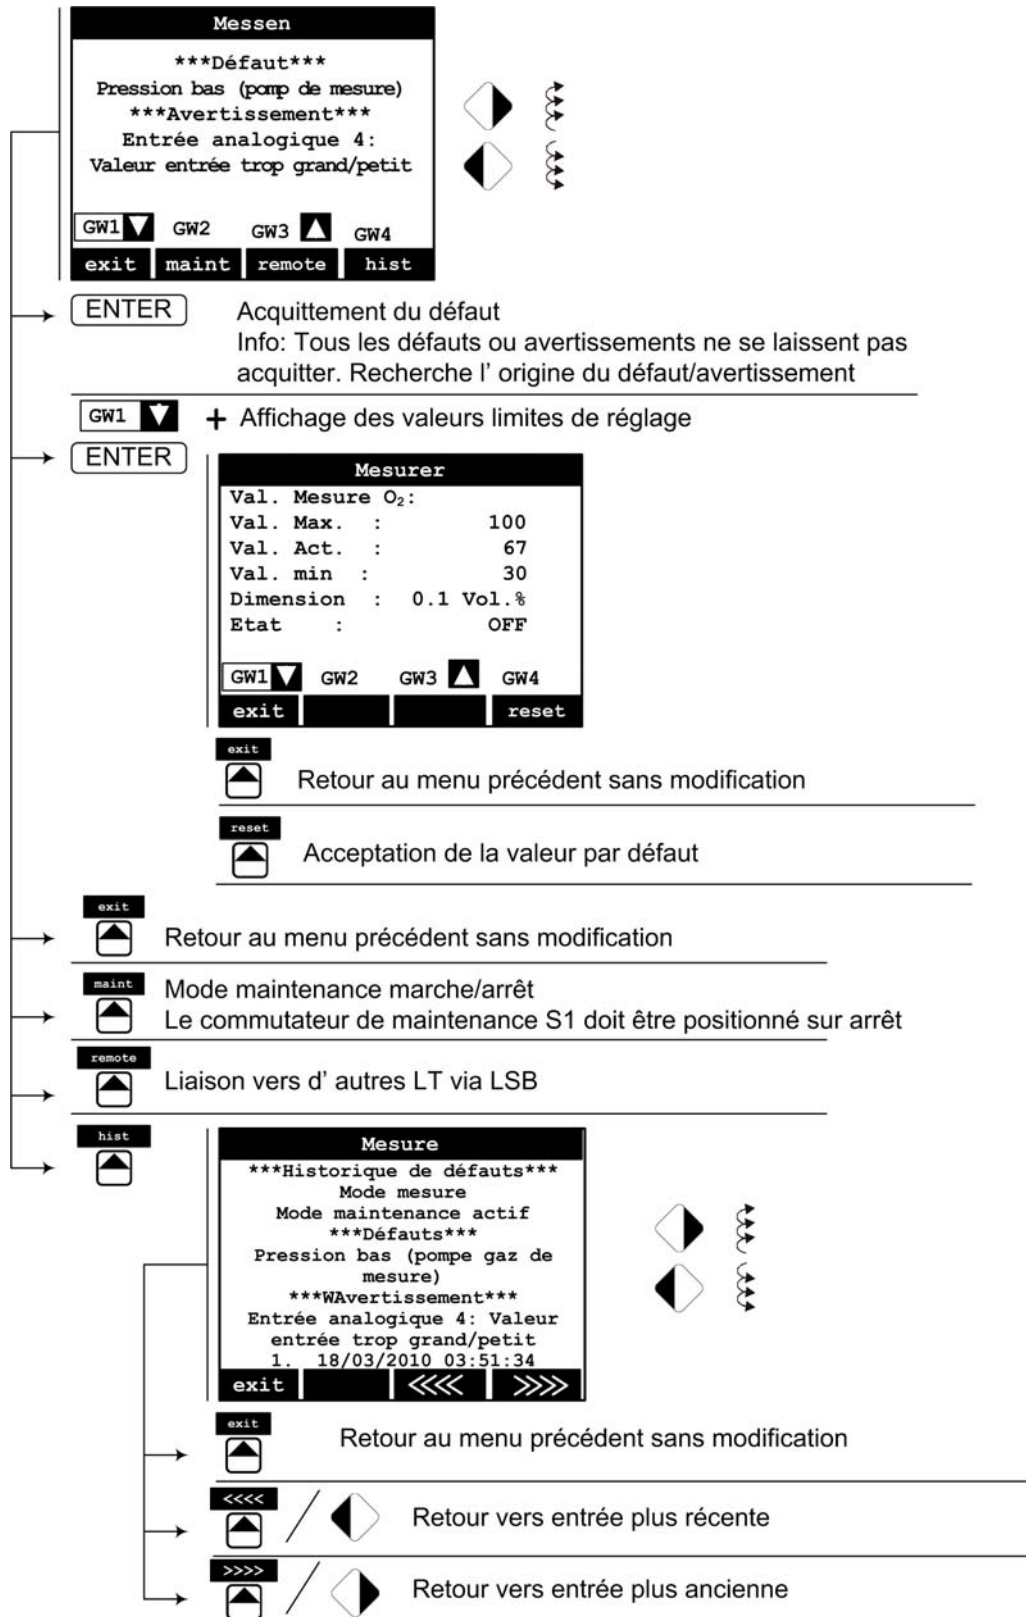 Messen
***Défaut***
Pression bas (pomp de mesure)
***Avertissement***
Entrée analogique 4:
Valeur entrée trop grand/petit
GW1 GW2 GW3 GW4
exit maint remote hist
ENTER
Acquittement du défaut
Info: Tous les défauts ou avertissements ne se laissent pas
acquitter. Recherche l' origine du défaut/avertissement
GW1 + Affichage des valeurs limites de réglage
ENTER
Mesurer
Val. Mesure O₂:
Val. Max. : 100
Val. Act. : 67
Val. min : 30
Dimension : 0.1 Vol.%
Etat : OFF
GW1 GW2 GW3 GW4
exit reset
exit
Retour au menu précédent sans modification
reset
Acceptation de la valeur par défaut
exit
Retour au menu précédent sans modification
maint
Mode maintenance marche/arrêt
Le commutateur de maintenance S1 doit être positionné sur arrêt
remote
Liaison vers d' autres LT via LSB
hist
Mesure
***Historique de défauts***
Mode mesure
Mode maintenance actif
***Défauts***
Pression bas (pompe gaz de
mesure)
***WAvertissement***
Entrée analogique 4: Valeur
entrée trop grand/petit
1. 18/03/2010 03:51:34
exit <<<< >>>>
exit
Retour au menu précédent sans modification
<<<<
/ Retour vers entrée plus récente
>>>>
/ Retour vers entrée plus ancienne